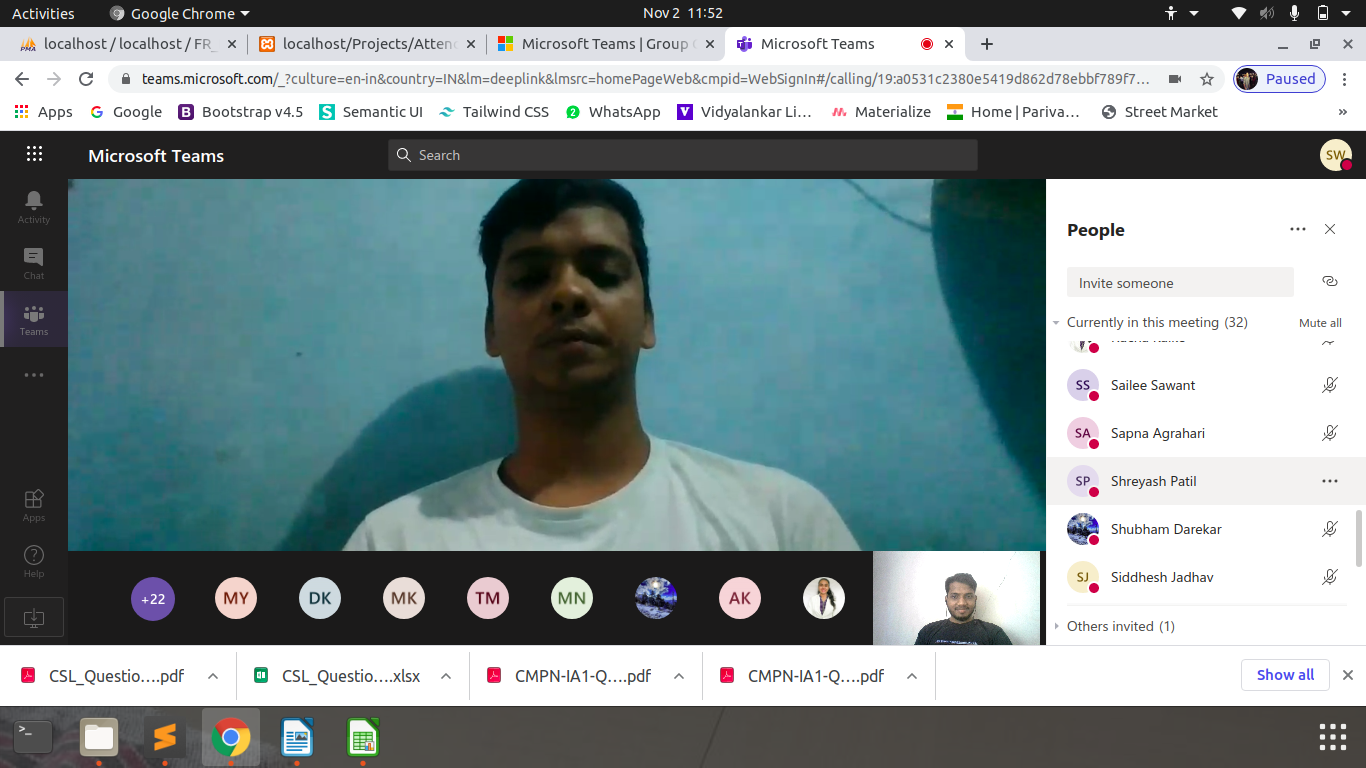 Activities Google Chrome Nov 2 11:52
localhost / localhost / FR_ localhost/Projects/Atten Microsoft Teams | Group Microsoft Teams
teams.microsoft.com/_?culture=en-in&country=IN&lm=deeplink&lmsrc=homePageWeb&cmpid=WebSignIn#/calling/19:a0531c2380e5419d862d78ebbf789f7... Paused
Apps Google Bootstrap v4.5 Semantic UI Tailwind CSS WhatsApp Vidyalankar Li... Materialize Home | Pariva... Street Market »
Microsoft Teams Search SW
Activity
Chat
Teams
Apps
Help
People
Invite someone
Currently in this meeting (32) Mute all
SS Sailee Sawant
SA Sapna Agrahari
SP Shreyash Patil
Shubham Darekar
SJ Siddhesh Jadhav
Others invited (1)
+22 MY DK MK TM MN AK
CSL_Questio....pdf CSL_Questio....xlsx CMPN-IA1-Q....pdf CMPN-IA1-Q....pdf Show all